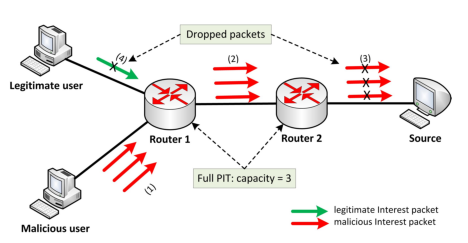 Dropped packets
(4)
(2)
(3)
Legitimate user
Router 1
Router 2
Source
(1)
Full PIT: capacity = 3
Malicious user
legitimate Interest packet
malicious Interest packet